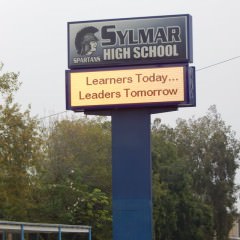 SYLMAR
HIGH SCHOOL
SPARTANS
Learners Today...
Leaders Tomorrow